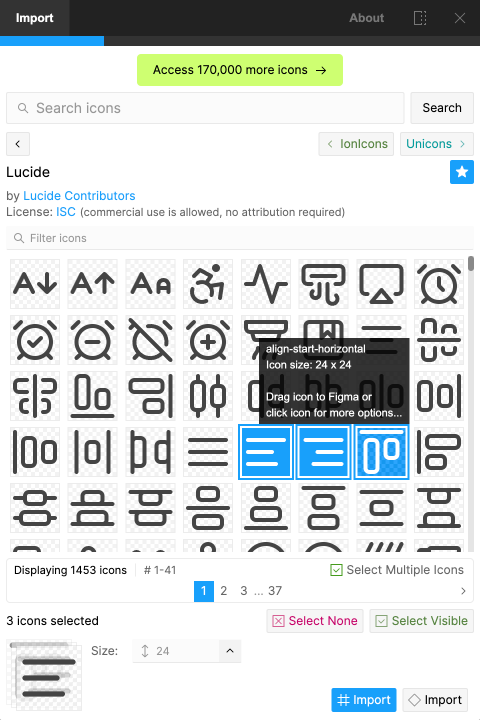 Import
About
Access 170,000 more icons →
Search icons
Search
IonIcons
Unicons
Lucide
by Lucide Contributors
License: ISC (commercial use is allowed, no attribution required)
Filter icons
align-start-horizontal
Icon size: 24 x 24
Drag icon to Figma or
click icon for more options...
Displaying 1453 icons
# 1-41
Select Multiple Icons
1 2 3 ... 37
3 icons selected
Select None
Select Visible
Size:
24
Import
Import